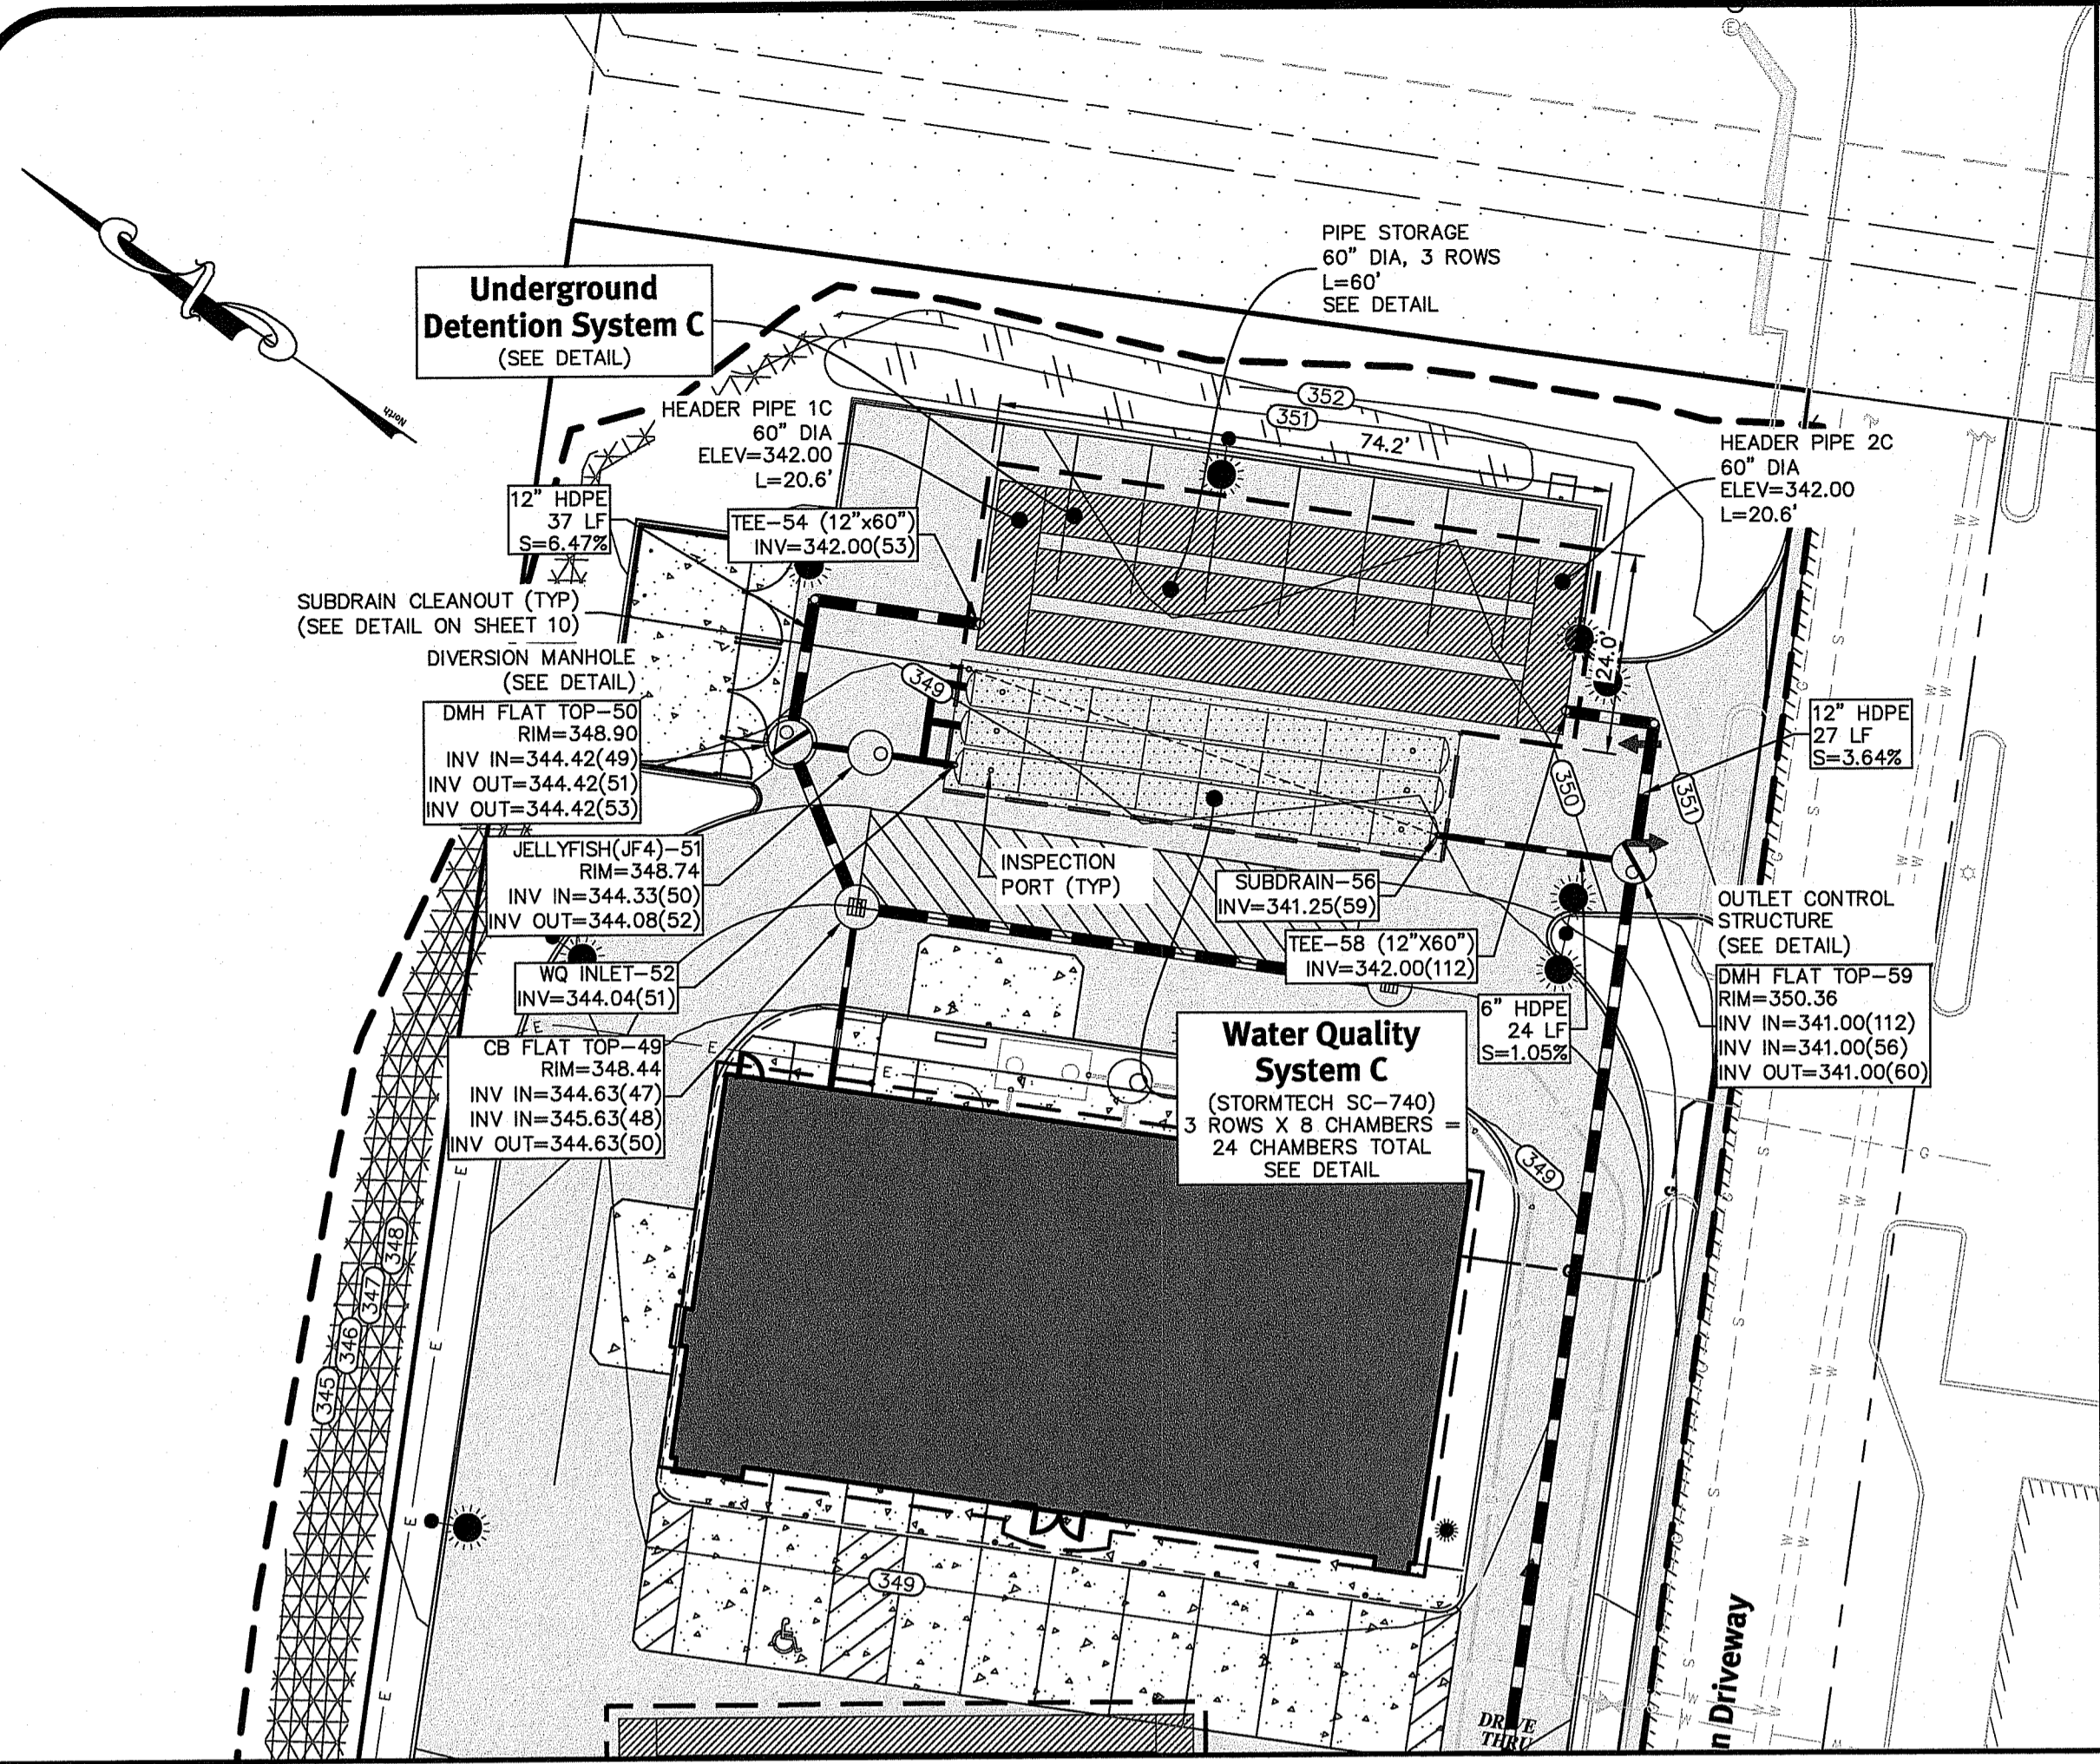 PIPE STORAGE
60" DIA, 3 ROWS
L=60'
SEE DETAIL
Underground
Detention System C
(SEE DETAIL)
North
352
351
74.2'
HEADER PIPE 1C
60" DIA
ELEV=342.00
L=20.6'
HEADER PIPE 2C
60" DIA
ELEV=342.00
L=20.6'
12" HDPE
37 LF
S=6.47%
TEE-54 (12"x60")
INV=342.00(53)
SUBDRAIN CLEANOUT (TYP)
(SEE DETAIL ON SHEET 10)
DIVERSION MANHOLE
(SEE DETAIL)
24.0'
349
DMH FLAT TOP-50
RIM=348.90
INV IN=344.42(49)
INV OUT=344.42(51)
INV OUT=344.42(53)
12" HDPE
27 LF
S=3.64%
350
351
JELLYFISH(JF4)-51
RIM=348.74
INV IN=344.33(50)
INV OUT=344.08(52)
INSPECTION
PORT (TYP)
SUBDRAIN-56
INV=341.25(59)
OUTLET CONTROL
STRUCTURE
(SEE DETAIL)
TEE-58 (12"X60")
INV=342.00(112)
WQ INLET-52
INV=344.04(51)
DMH FLAT TOP-59
RIM=350.36
INV IN=341.00(112)
INV IN=341.00(56)
INV OUT=341.00(60)
6" HDPE
24 LF
S=1.05%
CB FLAT TOP-49
RIM=348.44
INV IN=344.63(47)
INV IN=345.63(48)
INV OUT=344.63(50)
Water Quality
System C
(STORMTECH SC-740)
3 ROWS X 8 CHAMBERS =
24 CHAMBERS TOTAL
SEE DETAIL
349
348
347
346
345
349
DRIVE
THRU
n Driveway